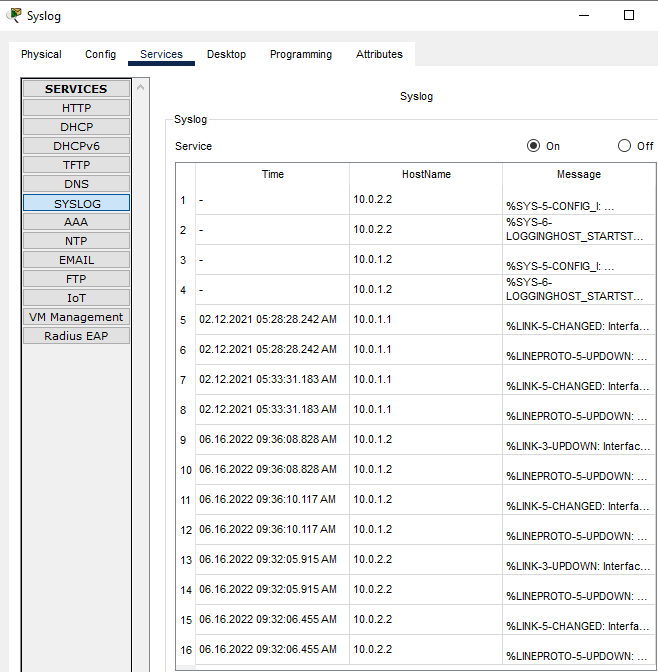 Syslog
Physical Config Services Desktop Programming Attributes
SERVICES
HTTP
DHCP
DHCPv6
TFTP
DNS
SYSLOG
AAA
NTP
EMAIL
FTP
IoT
VM Management
Radius EAP
Syslog
Syslog
Service On Off
Time HostName Message
1 - 10.0.2.2 %SYS-5-CONFIG_I: ...
2 - 10.0.2.2 %SYS-6-
LOGGINGHOST_STARTST...
3 - 10.0.1.2 %SYS-5-CONFIG_I: ...
4 - 10.0.1.2 %SYS-6-
LOGGINGHOST_STARTST...
5 02.12.2021 05:28:28.242 AM 10.0.1.1 %LINK-5-CHANGED: Interfa...
6 02.12.2021 05:28:28.242 AM 10.0.1.1 %LINEPROTO-5-UPDOWN: ...
7 02.12.2021 05:33:31.183 AM 10.0.1.1 %LINK-5-CHANGED: Interfa...
8 02.12.2021 05:33:31.183 AM 10.0.1.1 %LINEPROTO-5-UPDOWN: ...
9 06.16.2022 09:36:08.828 AM 10.0.1.2 %LINK-3-UPDOWN: Interfac...
10 06.16.2022 09:36:08.828 AM 10.0.1.2 %LINEPROTO-5-UPDOWN: ...
11 06.16.2022 09:36:10.117 AM 10.0.1.2 %LINK-5-CHANGED: Interfa...
12 06.16.2022 09:36:10.117 AM 10.0.1.2 %LINEPROTO-5-UPDOWN: ...
13 06.16.2022 09:32:05.915 AM 10.0.2.2 %LINK-3-UPDOWN: Interfac...
14 06.16.2022 09:32:05.915 AM 10.0.2.2 %LINEPROTO-5-UPDOWN: ...
15 06.16.2022 09:32:06.455 AM 10.0.2.2 %LINK-5-CHANGED: Interfa...
16 06.16.2022 09:32:06.455 AM 10.0.2.2 %LINEPROTO-5-UPDOWN: ...